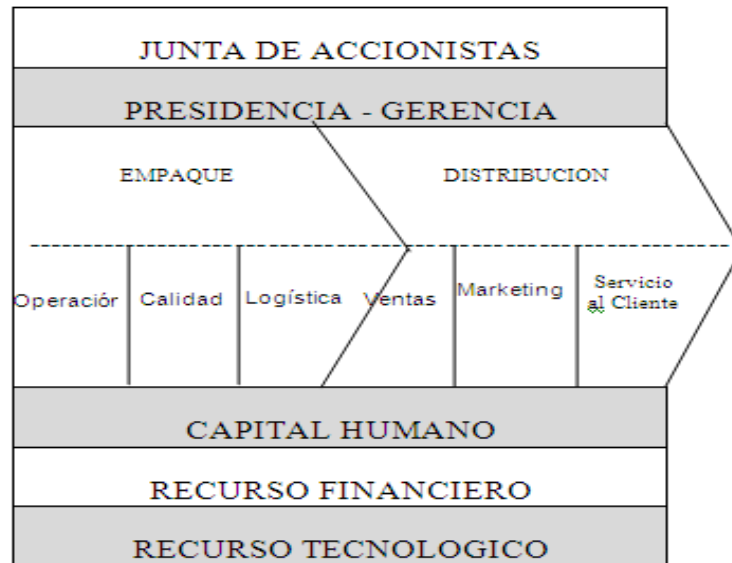 JUNTA DE ACCIONISTAS
PRESIDENCIA - GERENCIA
EMPAQUE DISTRIBUCION
Operaciór Calidad Logística Ventas Marketing Servicio
al Cliente
CAPITAL HUMANO
RECURSO FINANCIERO
RECURSO TECNOLOGICO